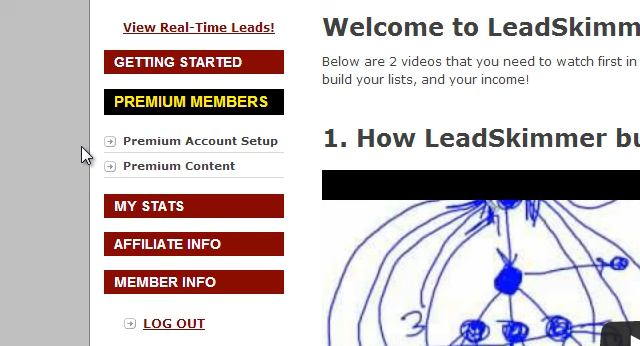 View Real-Time Leads!
GETTING STARTED
PREMIUM MEMBERS
Premium Account Setup
Premium Content
MY STATS
AFFILIATE INFO
MEMBER INFO
LOG OUT
Welcome to LeadSkimm
Below are 2 videos that you need to watch first in
build your lists, and your income!
1. How LeadSkimmer bu
3